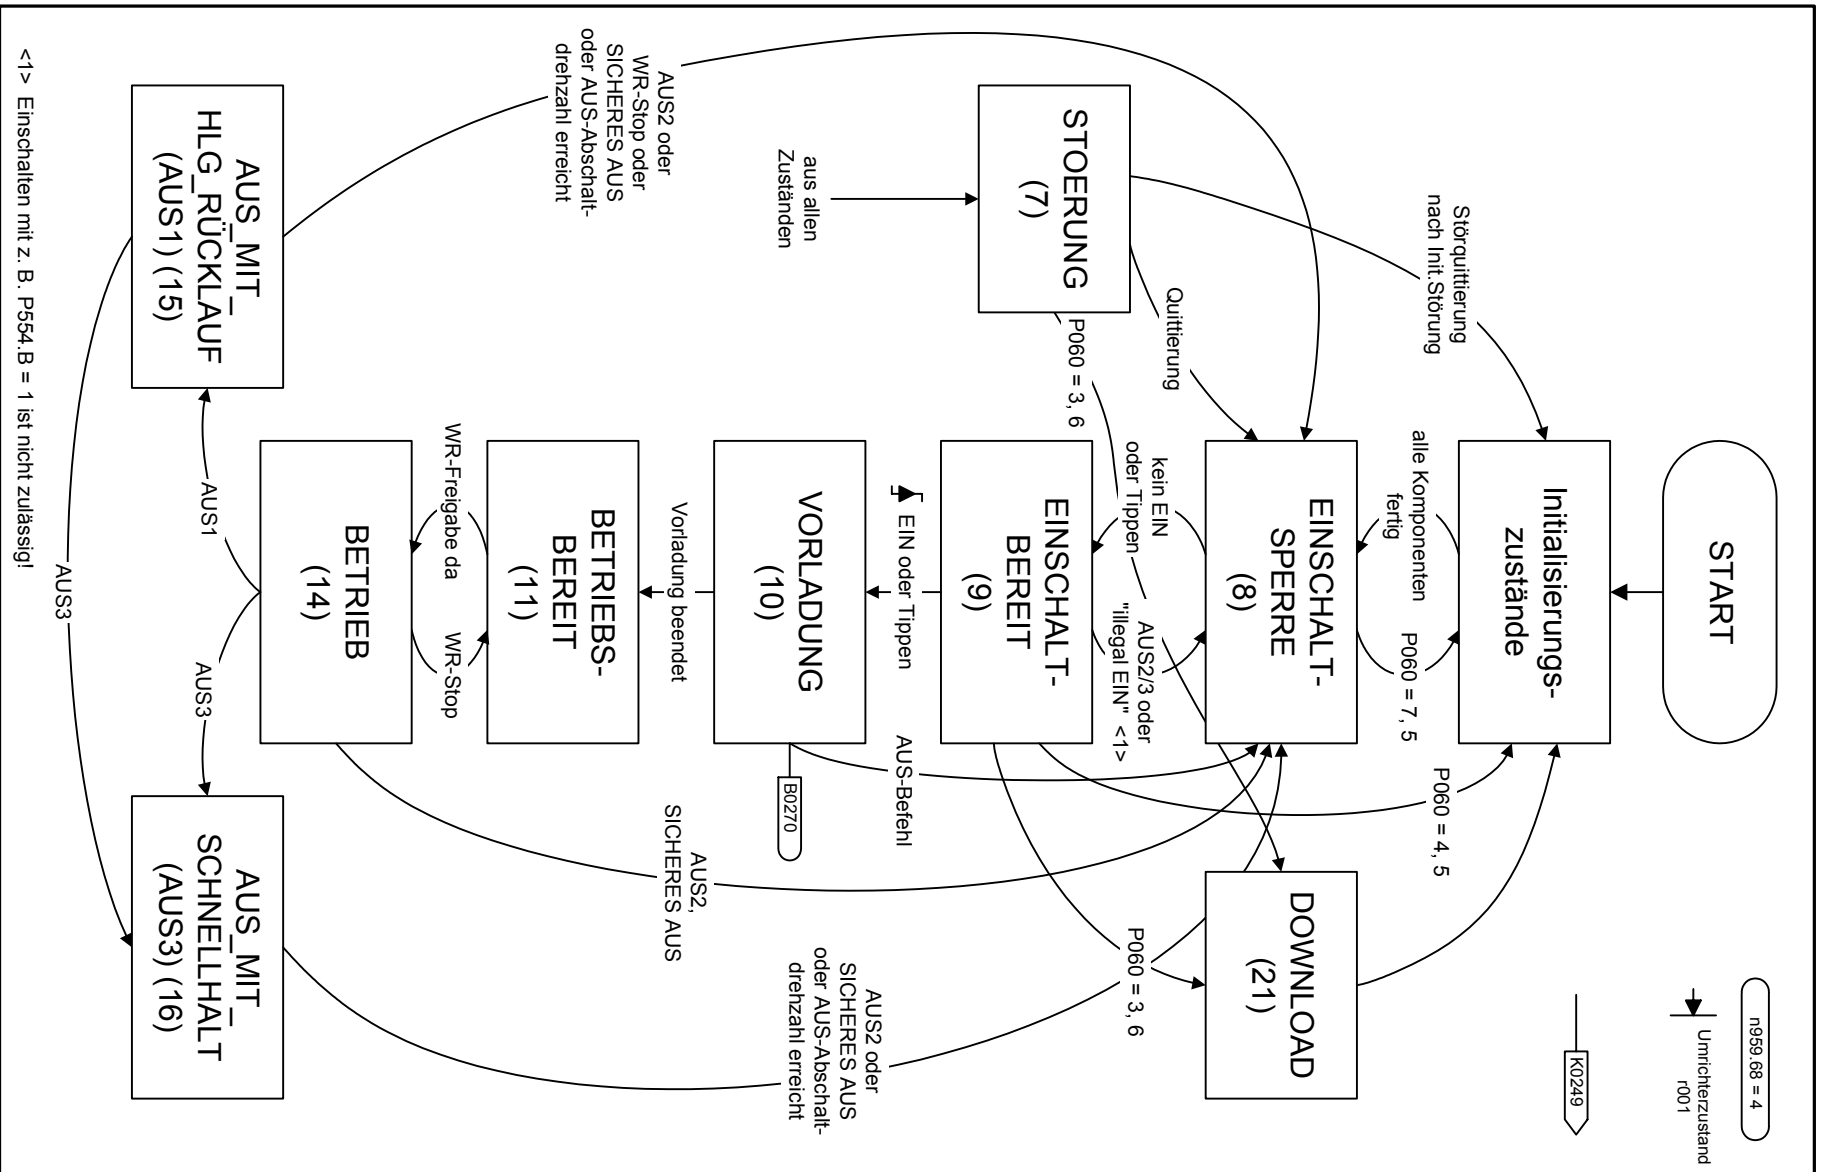 START
n959.68 = 4
Umrichterzustand
r001
K0249
Initialisierungs-
zustände
Störquittierung
nach Init.Störung
alle Komponenten
fertig
P060 = 7, 5
P060 = 4, 5
EINSCHALT-
SPERRE
(8)
DOWNLOAD
(21)
STOERUNG
(7)
aus allen
Zuständen
Quittierung
P060 = 3, 6
kein EIN
oder Tippen
AUS2/3 oder
"illegal EIN" <1>
P060 = 3, 6
EINSCHALT-
BEREIT
(9)
EIN oder Tippen
AUS-Befehl
VORLADUNG
(10)
B0270
Vorladung beendet
AUS2 oder
WR-Stop oder
SICHERES AUS
oder AUS-Abschalt-
drehzahl erreicht
AUS2,
SICHERES AUS
AUS2 oder
SICHERES AUS
oder AUS-Abschalt-
drehzahl erreicht
BETRIEBS-
BEREIT
(11)
WR-Freigabe da
WR-Stop
BETRIEB
(14)
AUS1
AUS3
AUS_MIT_
HLG_RÜCKLAUF
(AUS1) (15)
AUS_MIT_
SCHNELLHALT
(AUS3) (16)
AUS3
<1> Einschalten mit z. B. P554.B = 1 ist nicht zulässig!